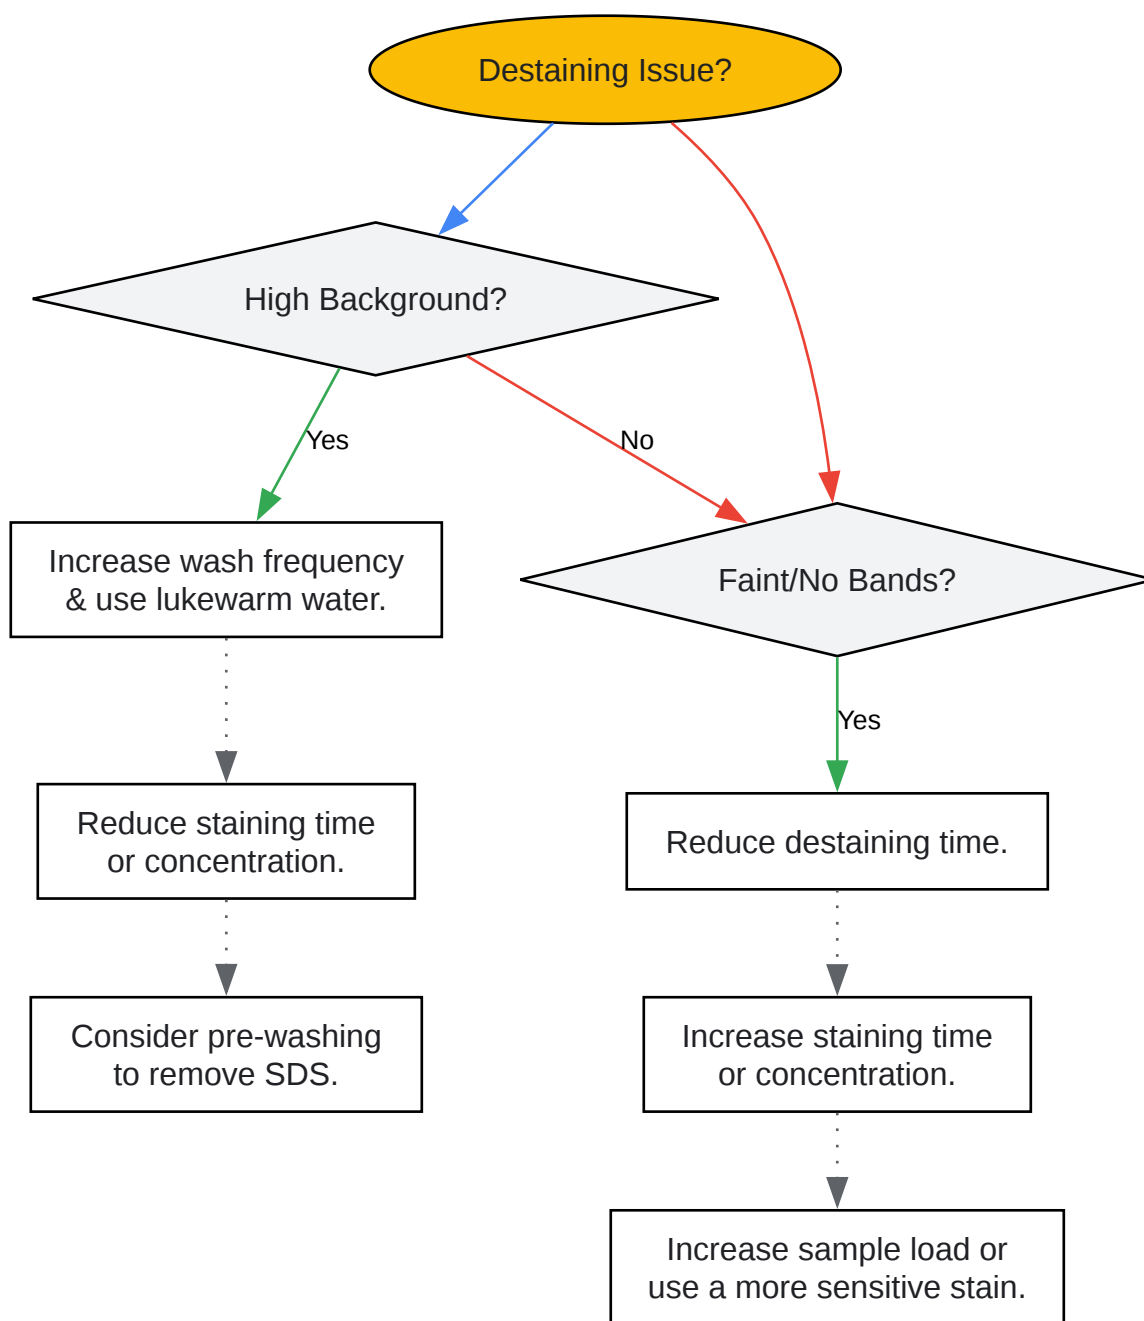 Destaining Issue?
High Background?
Yes
No
Increase wash frequency
& use lukewarm water.
Faint/No Bands?
Yes
Reduce staining time
or concentration.
Reduce destaining time.
Consider pre-washing
to remove SDS.
Increase staining time
or concentration.
Increase sample load or
use a more sensitive stain.